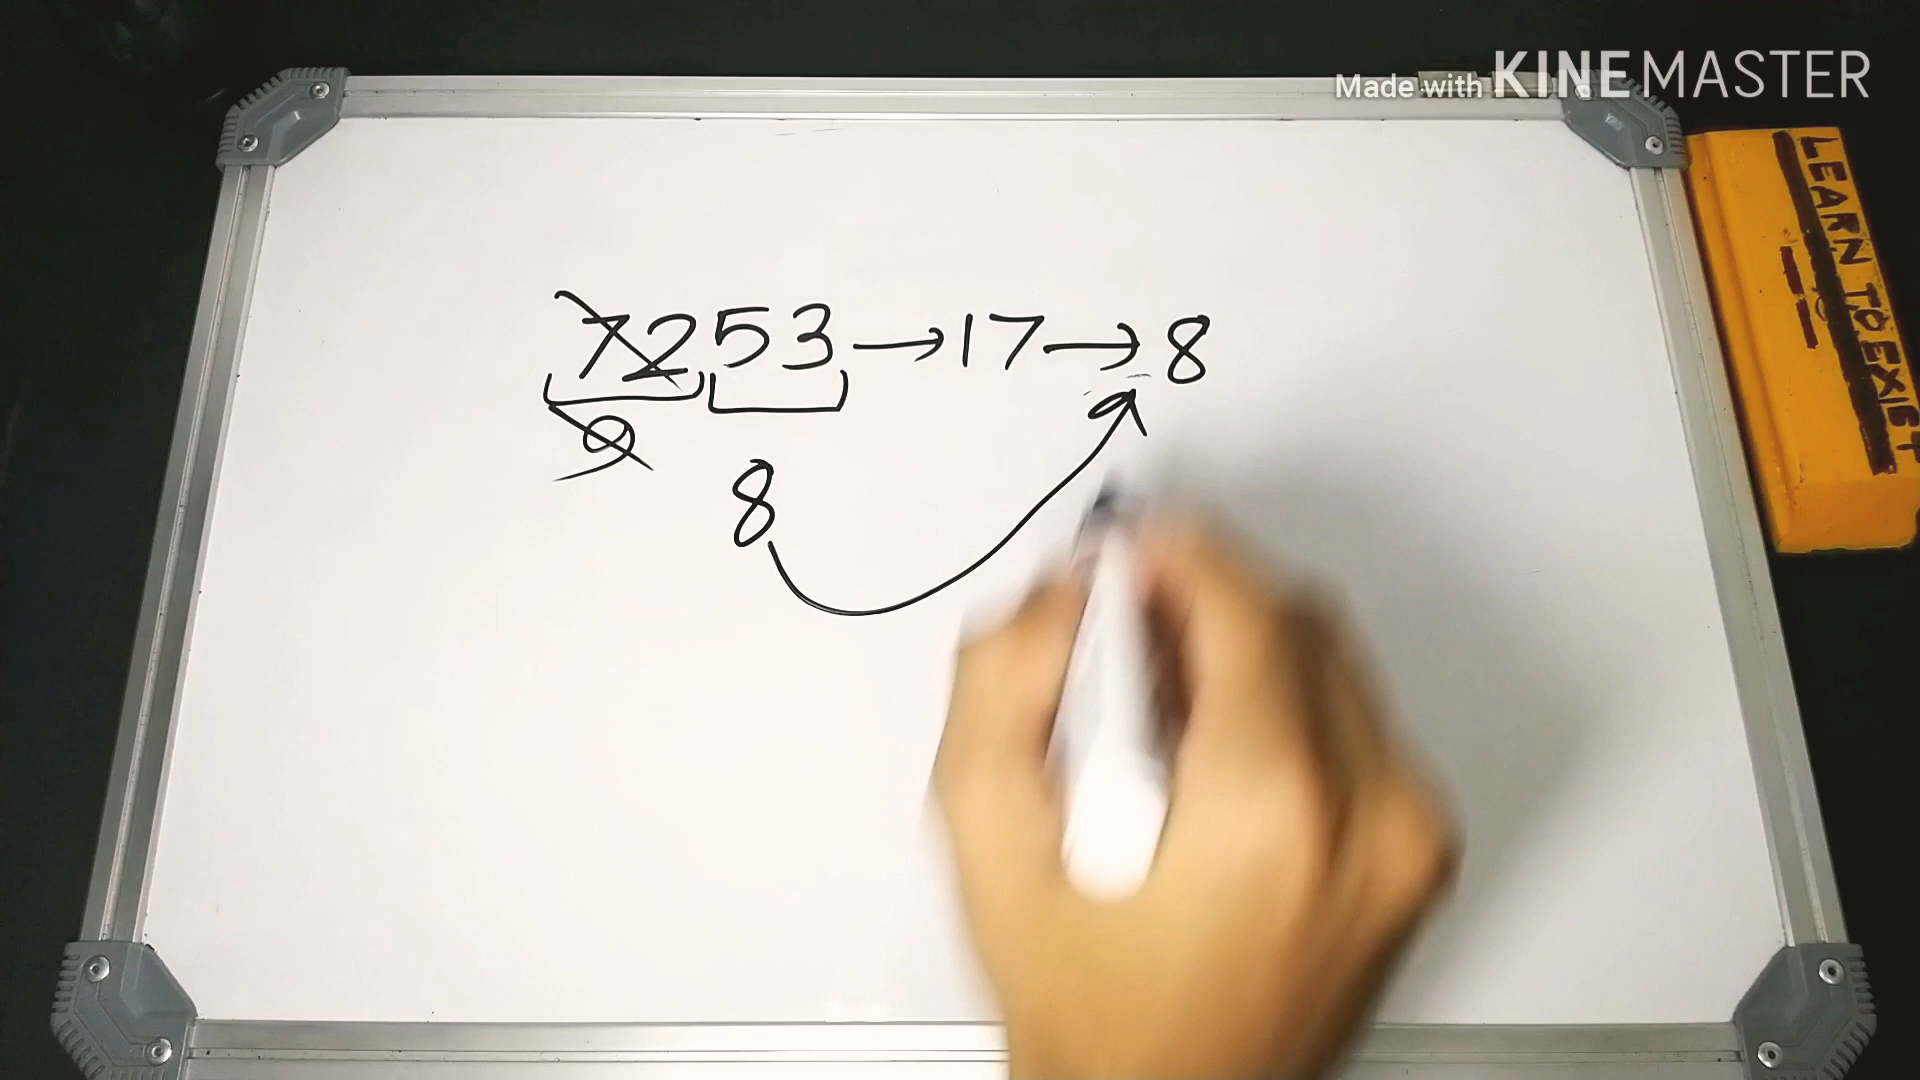 Made with KINEMASTER
LEARN TO EXIST
7253 → 17 → 8
9
8